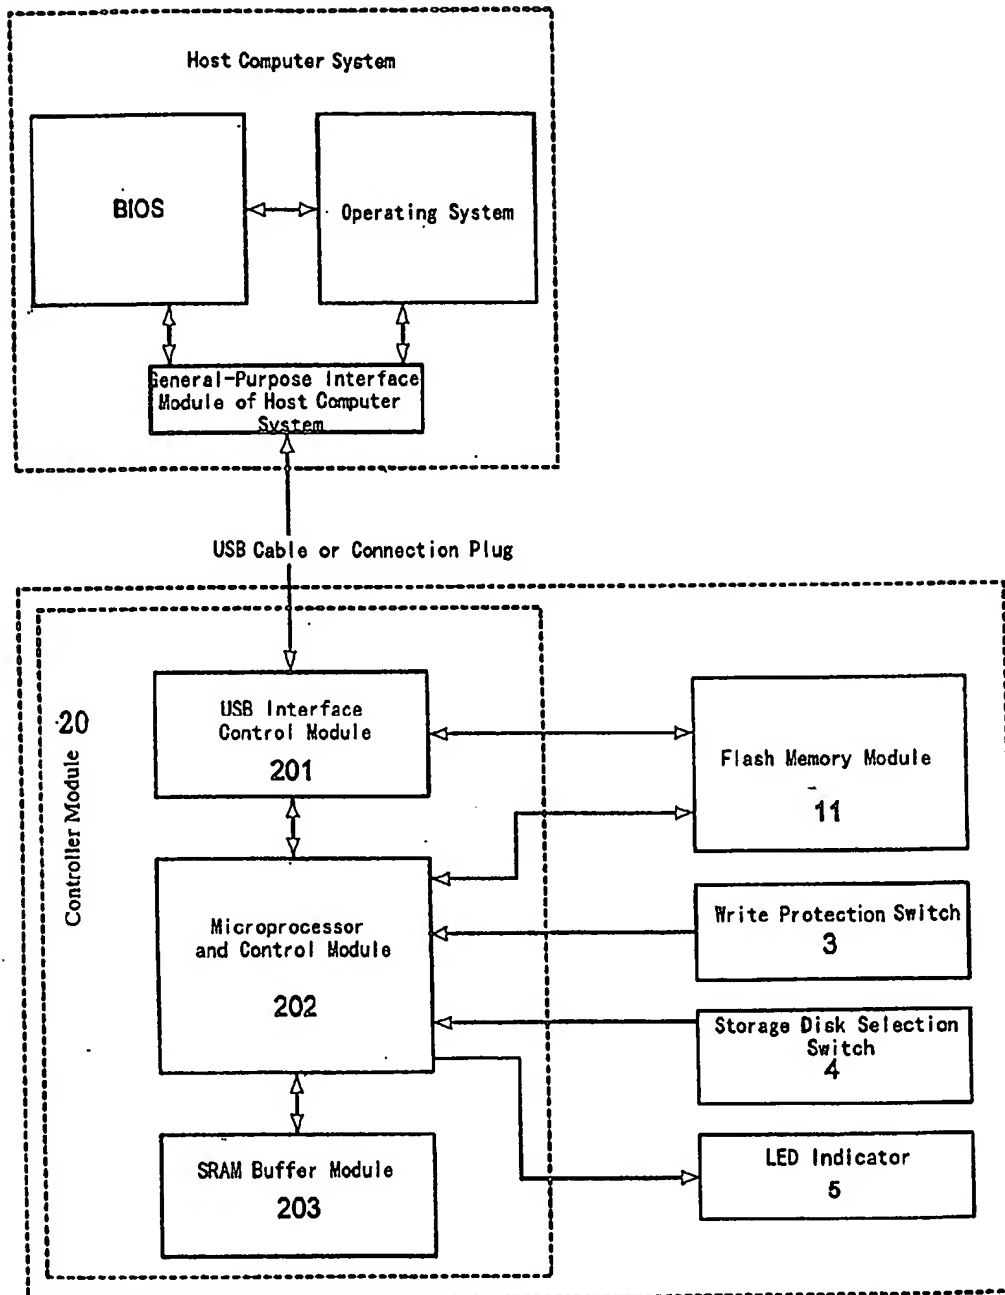 Host Computer System
BIOS
Operating System
General-Purpose Interface
Module of Host Computer
System
USB Cable or Connection Plug
20
Controller Module
USB Interface
Control Module
201
Flash Memory Module
11
Microprocessor
and Control Module
202
Write Protection Switch
3
Storage Disk Selection
Switch
4
SRAM Buffer Module
203
LED Indicator
5